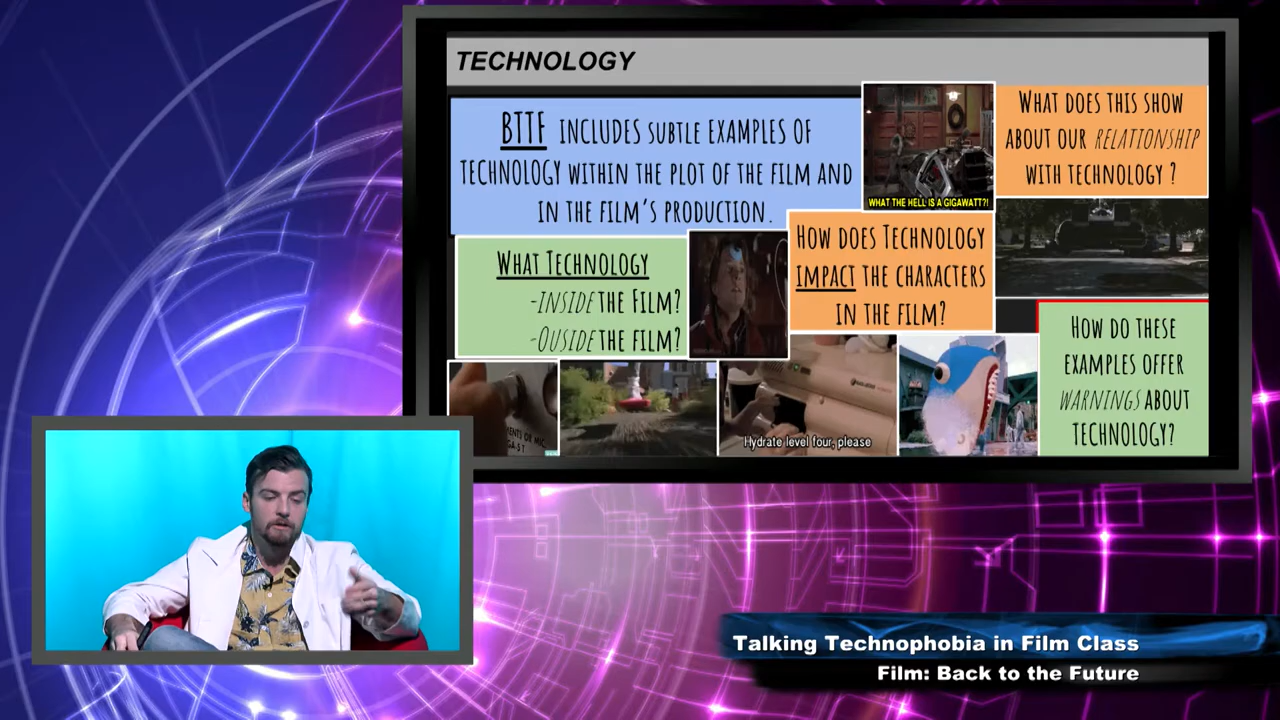 TECHNOLOGY
BTTF INCLUDES SUBTLE EXAMPLES OF
TECHNOLOGY WITHIN THE PLOT OF THE FILM AND
IN THE FILM'S PRODUCTION.
WHAT THE HELL IS A GIGAWATT?!
WHAT DOES THIS SHOW
ABOUT OUR RELATIONSHIP
WITH TECHNOLOGY ?
WHAT TECHNOLOGY
-INSIDE THE FILM?
-OUSIDE THE FILM?
HOW DOES TECHNOLOGY
IMPACT THE CHARACTERS
IN THE FILM?
HOW DO THESE
EXAMPLES OFFER
WARNINGS ABOUT
TECHNOLOGY?
Hydrate level four, please
Talking Technophobia in Film Class
Film: Back to the Future